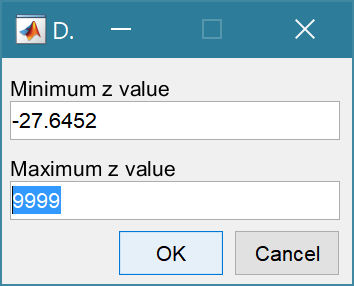 D.
Minimum z value
-27.6452
Maximum z value
9999
OK Cancel